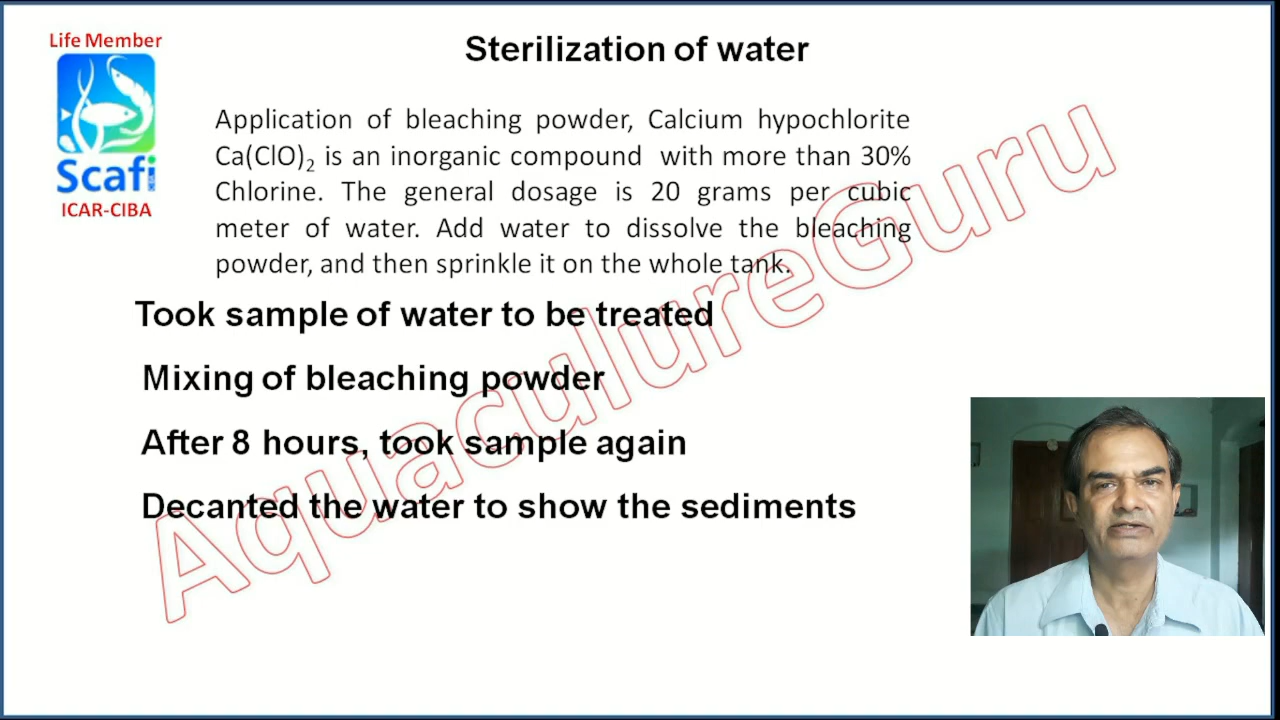 Life Member
Scafi
ICAR-CIBA
Sterilization of water
Application of bleaching powder, Calcium hypochlorite
Ca(ClO)₂ is an inorganic compound with more than 30%
Chlorine. The general dosage is 20 grams per cubic
meter of water. Add water to dissolve the bleaching
powder, and then sprinkle it on the whole tank.
Took sample of water to be treated
Mixing of bleaching powder
After 8 hours, took sample again
Decanted the water to show the sediments
AquaculureGuru